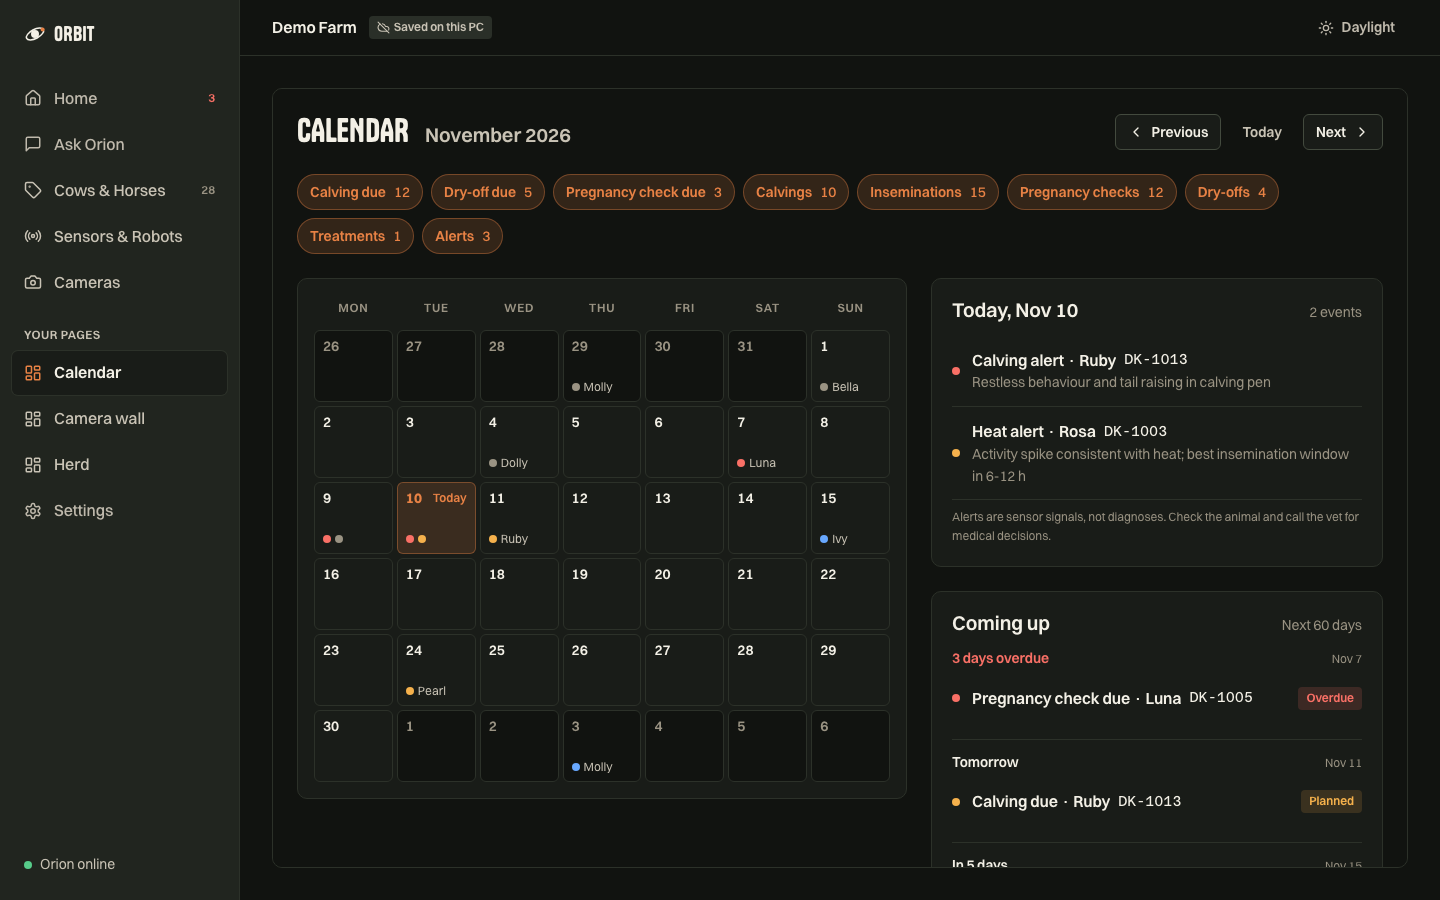 ORBIT
Home 3
Ask Orion
Cows & Horses 28
Sensors & Robots
Cameras
YOUR PAGES
Calendar
Camera wall
Herd
Settings
Orion online
Demo Farm Saved on this PC Daylight
CALENDAR November 2026 Previous Today Next
Calving due 12 Dry-off due 5 Pregnancy check due 3 Calvings 10 Inseminations 15 Pregnancy checks 12 Dry-offs 4
Treatments 1 Alerts 3
MON TUE WED THU FRI SAT SUN
26 27 28 29 30 31 1
Molly Bella
2 3 4 5 6 7 8
Dolly Luna
9 10 Today 11 12 13 14 15
Ruby Ivy
16 17 18 19 20 21 22
23 24 25 26 27 28 29
Pearl
30 1 2 3 4 5 6
Molly
Today, Nov 10 2 events
Calving alert · Ruby DK-1013
Restless behaviour and tail raising in calving pen
Heat alert · Rosa DK-1003
Activity spike consistent with heat; best insemination window
in 6-12 h
Alerts are sensor signals, not diagnoses. Check the animal and call the vet for
medical decisions.
Coming up Next 60 days
3 days overdue Nov 7
Pregnancy check due · Luna DK-1005 Overdue
Tomorrow Nov 11
Calving due · Ruby DK-1013 Planned
In 5 days Nov 15